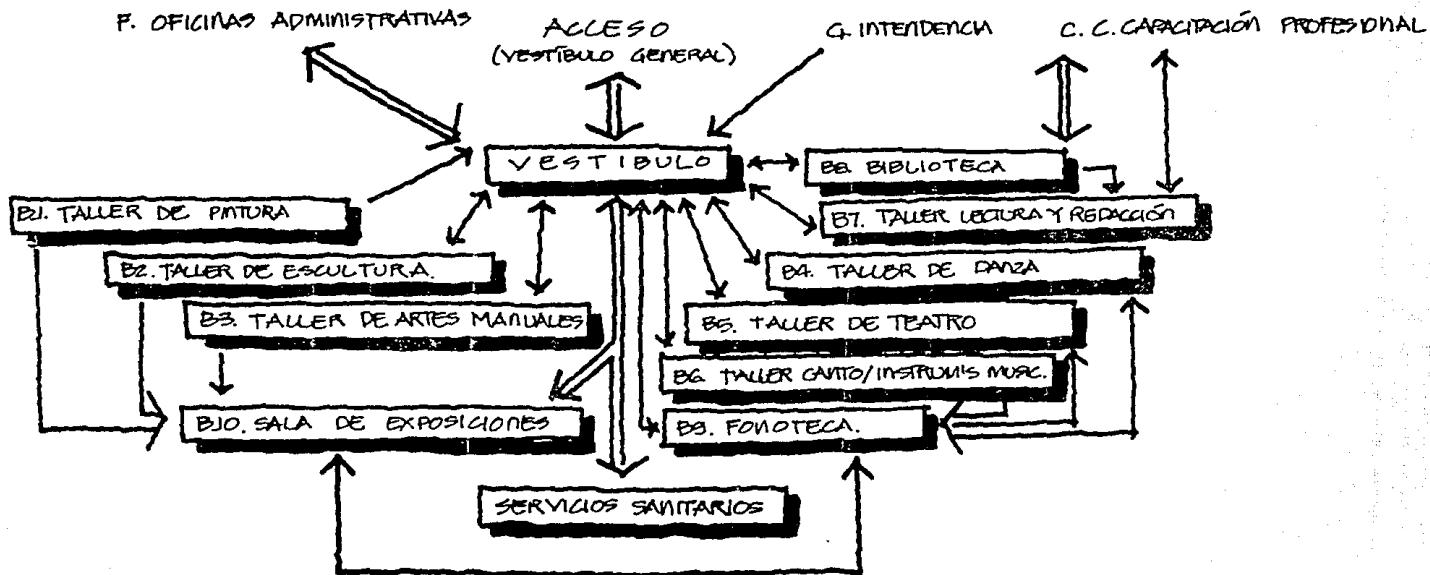 F. OFICINAS ADMINISTRATIVAS
ACCESO
(VESTÍBULO GENERAL)
G. INTENDENCIA
C. C. CAPACITACIÓN PROFESIONAL
VESTIBULO
B8. BIBLIOTECA
B1. TALLER DE PINTURA
B7. TALLER LECTURA Y REDACCIÓN
B2. TALLER DE ESCULTURA.
B4. TALLER DE DANZA
B3. TALLER DE ARTES MANUALES
B5. TALLER DE TEATRO
B6. TALLER CANTO/INSTRUM'S MUSIC.
B10. SALA DE EXPOSICIONES
B9. FONOTECA.
SERVICIOS SANITARIOS